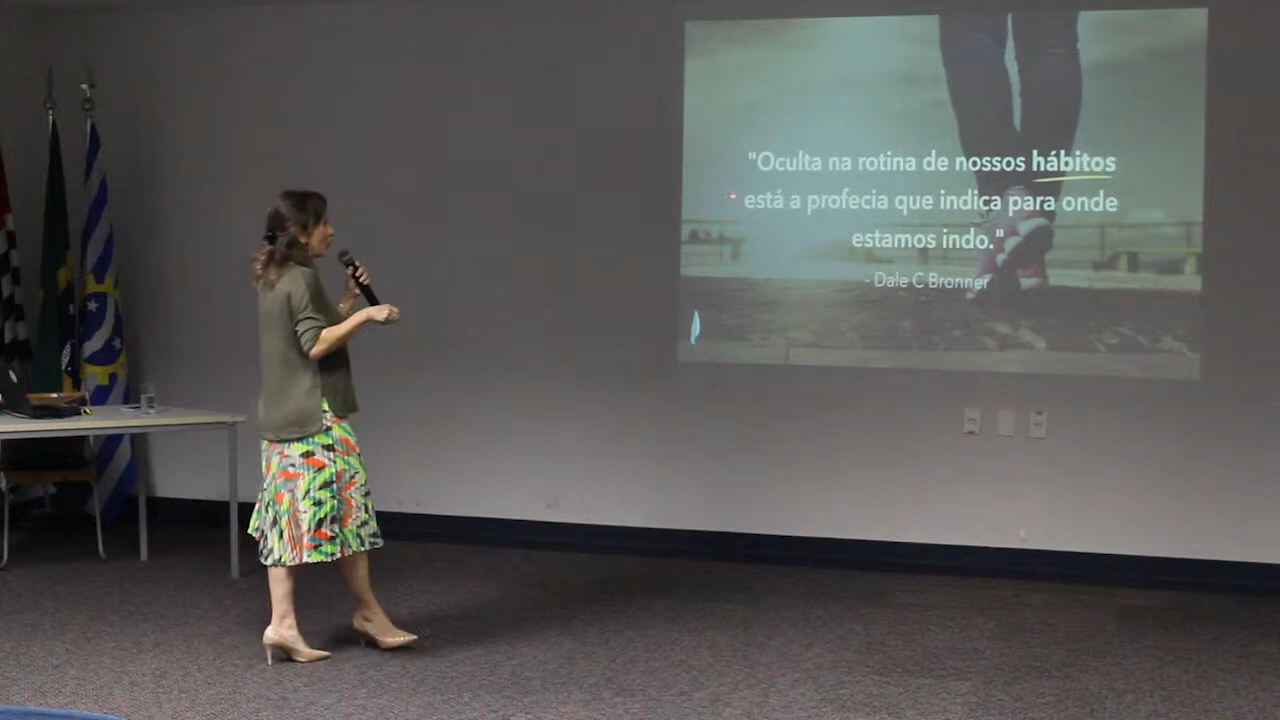 "Oculta na rotina de nossos hábitos
está a profecia que indica para onde
estamos indo."
- Dale C Bronner